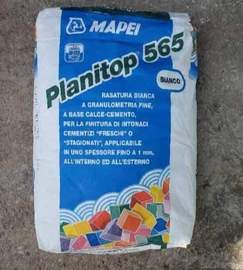 MAPEI
Planitop 565
BIANCO
RASATURA BIANCA
A GRANULOMETRIA FINE,
A BASE CALCE-CEMENTO,
PER LA FINITURA DI INTONACI
CEMENTIZI "FRESCHI" O
"STAGIONATI", APPLICABILE
IN UNO SPESSORE FINO A 1 mm,
ALL'INTERNO ED ALL'ESTERNO